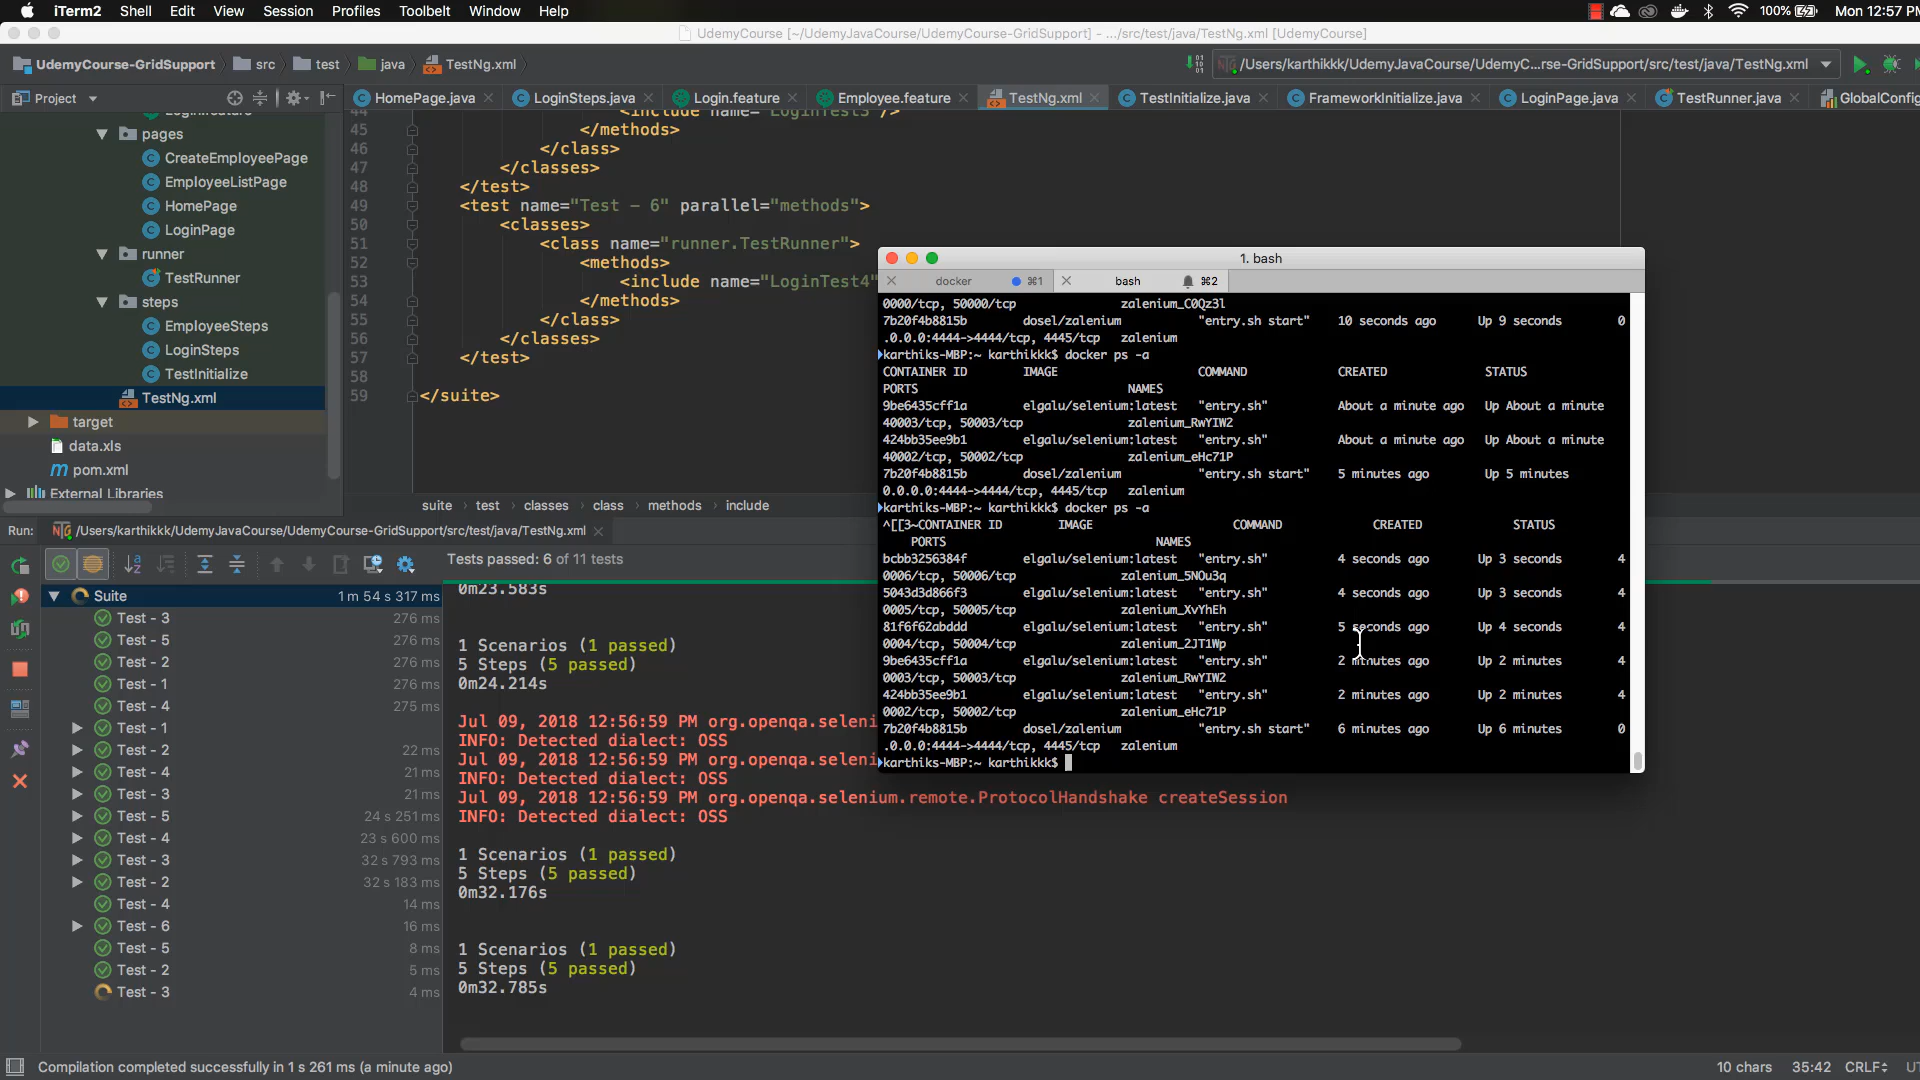 iTerm2 Shell Edit View Session Profiles Toolbelt Window Help 100% Mon 12:57 PM
UdemyCourse [~/UdemyJavaCourse/UdemyCourse-GridSupport] - .../src/test/java/TestNg.xml [UdemyCourse]
UdemyCourse-GridSupport src test java TestNg.xml /Users/karthikkk/UdemyJavaCourse/UdemyC...rse-GridSupport/src/test/java/TestNg.xml
Project HomePage.java LoginSteps.java Login.feature Employee.feature TestNg.xml TestInitialize.java FrameworkInitialize.java LoginPage.java TestRunner.java GlobalConfig
pages
CreateEmployeePage
EmployeeListPage
HomePage
LoginPage
runner
TestRunner
steps
EmployeeSteps
LoginSteps
TestInitialize
TestNg.xml
target
data.xls
pom.xml
External Libraries
44 <include name="LoginTest3"/>
45 </methods>
46 </class>
47 </classes>
48 </test>
49 <test name="Test - 6" parallel="methods">
50 <classes>
51 <class name="runner.TestRunner">
52 <methods>
53 <include name="LoginTest4"
54 </methods>
55 </class>
56 </classes>
57 </test>
58
59 </suite>
suite test classes class methods include
1. bash
docker ⌘1 bash ⌘2
0000/tcp, 50000/tcp zalenium_C0Qz3l
7b20f4b8815b dosel/zalenium "entry.sh start" 10 seconds ago Up 9 seconds 0
.0.0.0:4444->4444/tcp, 4445/tcp zalenium
karthiks-MBP:~ karthikkk$ docker ps -a
CONTAINER ID IMAGE COMMAND CREATED STATUS
PORTS NAMES
9be6435cff1a elgalu/selenium:latest "entry.sh" About a minute ago Up About a minute
40003/tcp, 50003/tcp zalenium_RwYIW2
424bb35ee9b1 elgalu/selenium:latest "entry.sh" About a minute ago Up About a minute
40002/tcp, 50002/tcp zalenium_eHc71P
7b20f4b8815b dosel/zalenium "entry.sh start" 5 minutes ago Up 5 minutes
0.0.0.0:4444->4444/tcp, 4445/tcp zalenium
karthiks-MBP:~ karthikkk$ docker ps -a
^[[3~CONTAINER ID IMAGE COMMAND CREATED STATUS
PORTS NAMES
bcbb3256384f elgalu/selenium:latest "entry.sh" 4 seconds ago Up 3 seconds 4
0006/tcp, 50006/tcp zalenium_5NOu3q
5043d3d866f3 elgalu/selenium:latest "entry.sh" 4 seconds ago Up 3 seconds 4
0005/tcp, 50005/tcp zalenium_XvYhEh
81f6f62abddd elgalu/selenium:latest "entry.sh" 5 seconds ago Up 4 seconds 4
0004/tcp, 50004/tcp zalenium_2JT1Wp
9be6435cff1a elgalu/selenium:latest "entry.sh" 2 minutes ago Up 2 minutes 4
0003/tcp, 50003/tcp zalenium_RwYIW2
424bb35ee9b1 elgalu/selenium:latest "entry.sh" 2 minutes ago Up 2 minutes 4
0002/tcp, 50002/tcp zalenium_eHc71P
7b20f4b8815b dosel/zalenium "entry.sh start" 6 minutes ago Up 6 minutes 0
.0.0.0:4444->4444/tcp, 4445/tcp zalenium
karthiks-MBP:~ karthikkk$
Run: /Users/karthikkk/UdemyJavaCourse/UdemyCourse-GridSupport/src/test/java/TestNg.xml
Tests passed: 6 of 11 tests
Suite 1 m 54 s 317 ms
Test - 3 276 ms
Test - 5 276 ms
Test - 2 276 ms
Test - 1 276 ms
Test - 4 275 ms
Test - 1
Test - 2 22 ms
Test - 4 21 ms
Test - 3 21 ms
Test - 5 24 s 251 ms
Test - 4 23 s 600 ms
Test - 3 32 s 793 ms
Test - 2 32 s 183 ms
Test - 4 14 ms
Test - 6 16 ms
Test - 5 8 ms
Test - 2 5 ms
Test - 3 4 ms
0m23.583s
1 Scenarios (1 passed)
5 Steps (5 passed)
0m24.214s
Jul 09, 2018 12:56:59 PM org.openqa.seleni
INFO: Detected dialect: OSS
Jul 09, 2018 12:56:59 PM org.openqa.seleni
INFO: Detected dialect: OSS
Jul 09, 2018 12:56:59 PM org.openqa.selenium.remote.ProtocolHandshake createSession
INFO: Detected dialect: OSS
1 Scenarios (1 passed)
5 Steps (5 passed)
0m32.176s
1 Scenarios (1 passed)
5 Steps (5 passed)
0m32.785s
Compilation completed successfully in 1 s 261 ms (a minute ago) 10 chars 35:42 CRLF